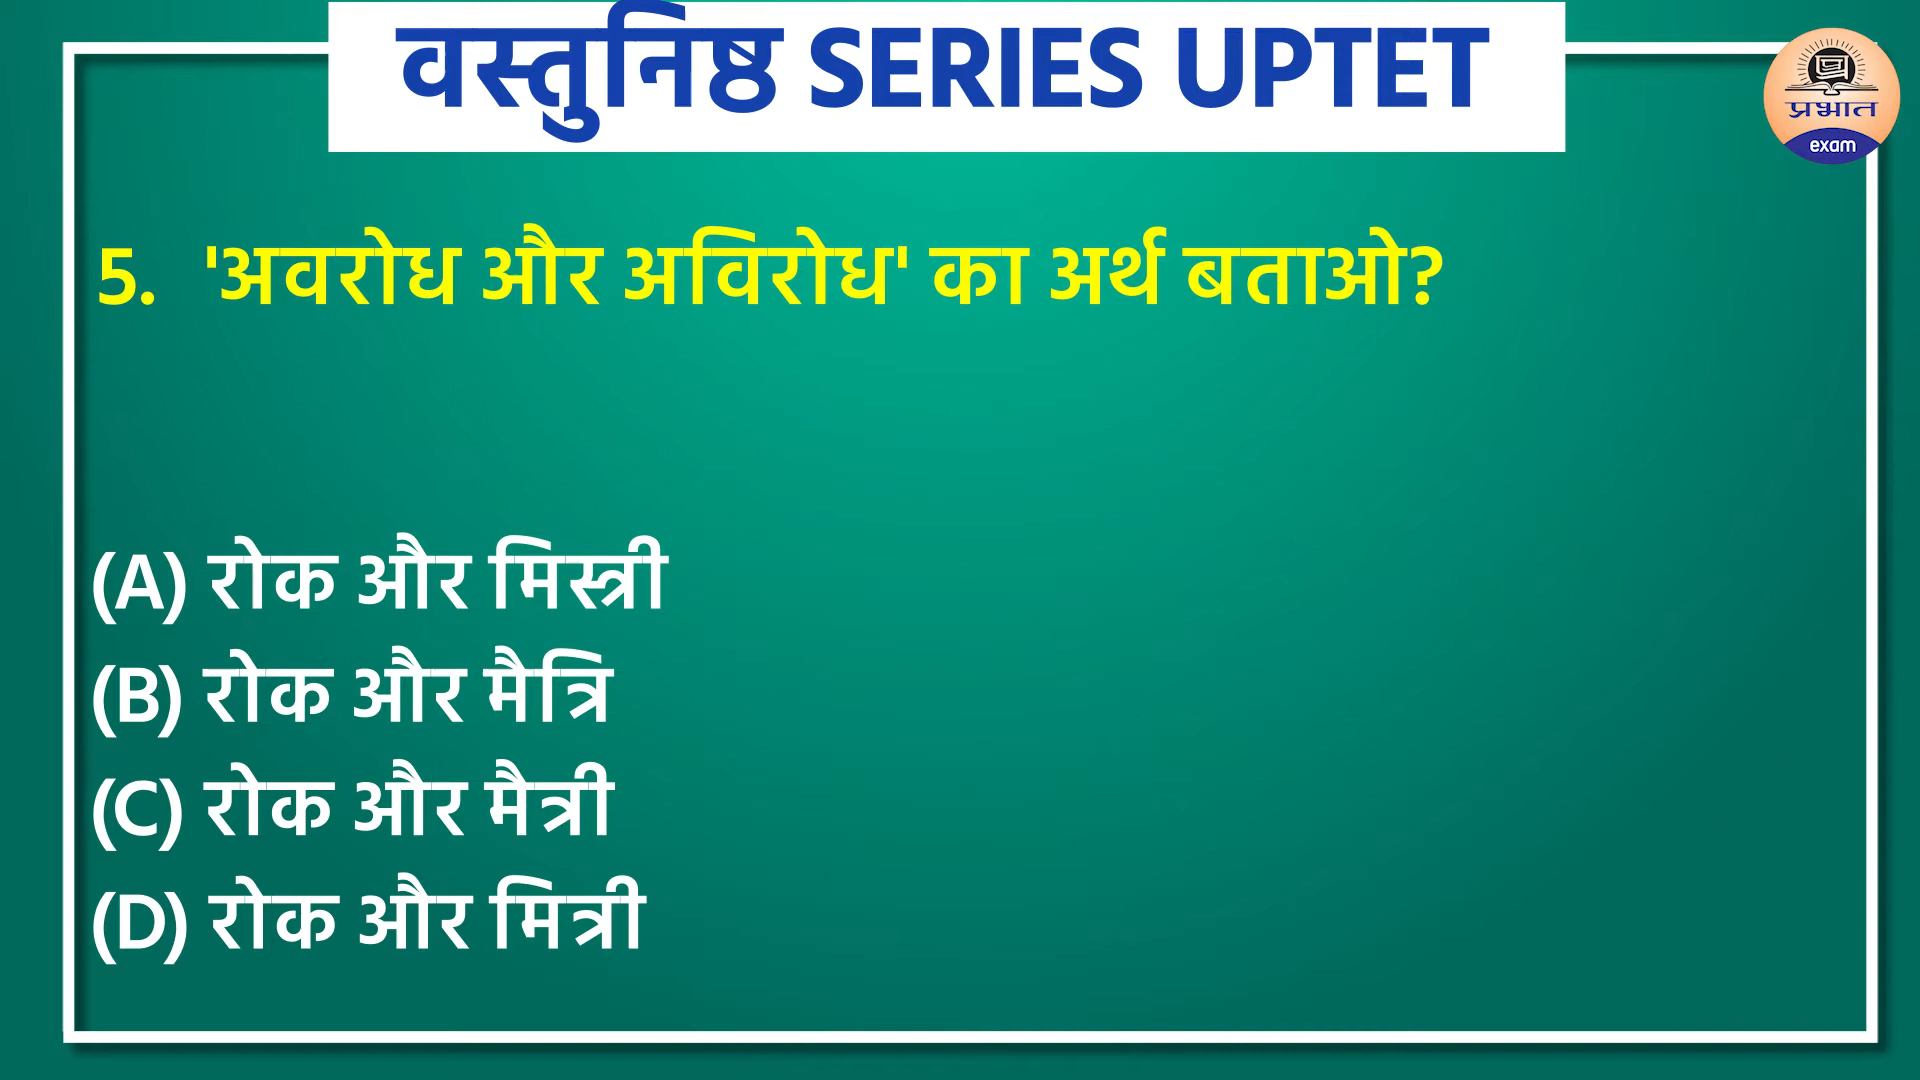 वस्तुनिष्ठ SERIES UPTET
प्रभात
exam
5. 'अवरोध और अविरोध' का अर्थ बताओ?
(A) रोक और मिस्त्री
(B) रोक और मैत्रि
(C) रोक और मैत्री
(D) रोक और मित्री